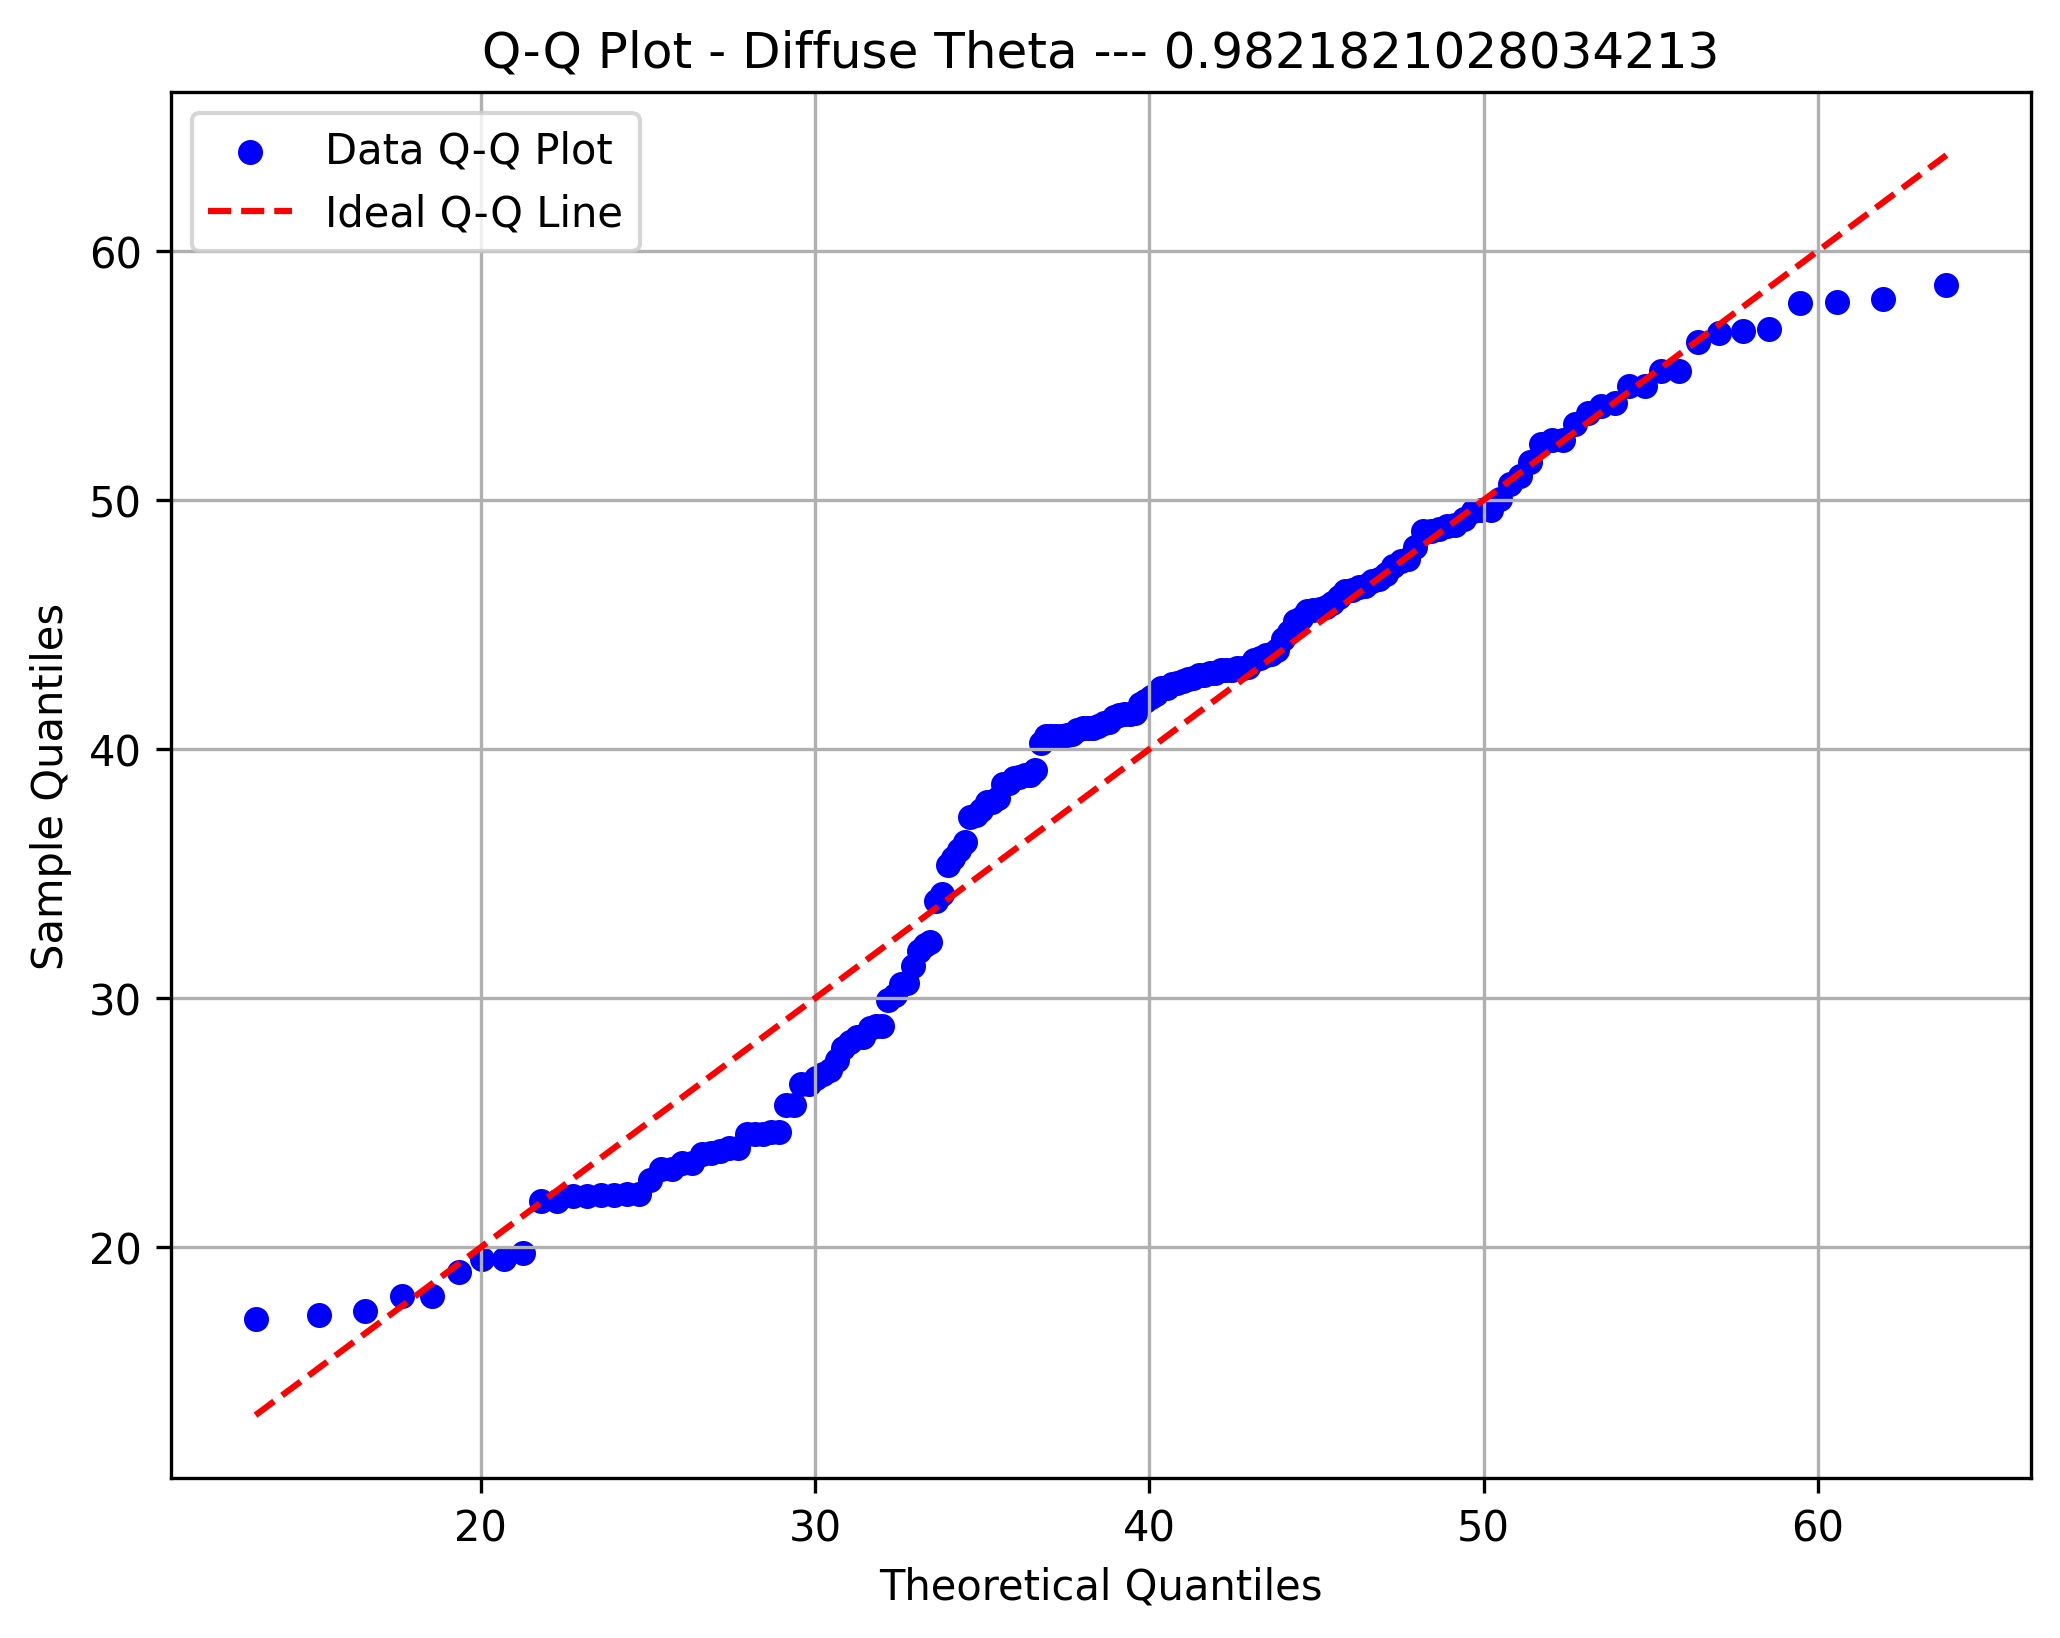 Q-Q Plot - Diffuse Theta --- 0.9821821028034213
Data Q-Q Plot
Ideal Q-Q Line
60
50
40
30
20
Sample Quantiles
20 30 40 50 60
Theoretical Quantiles